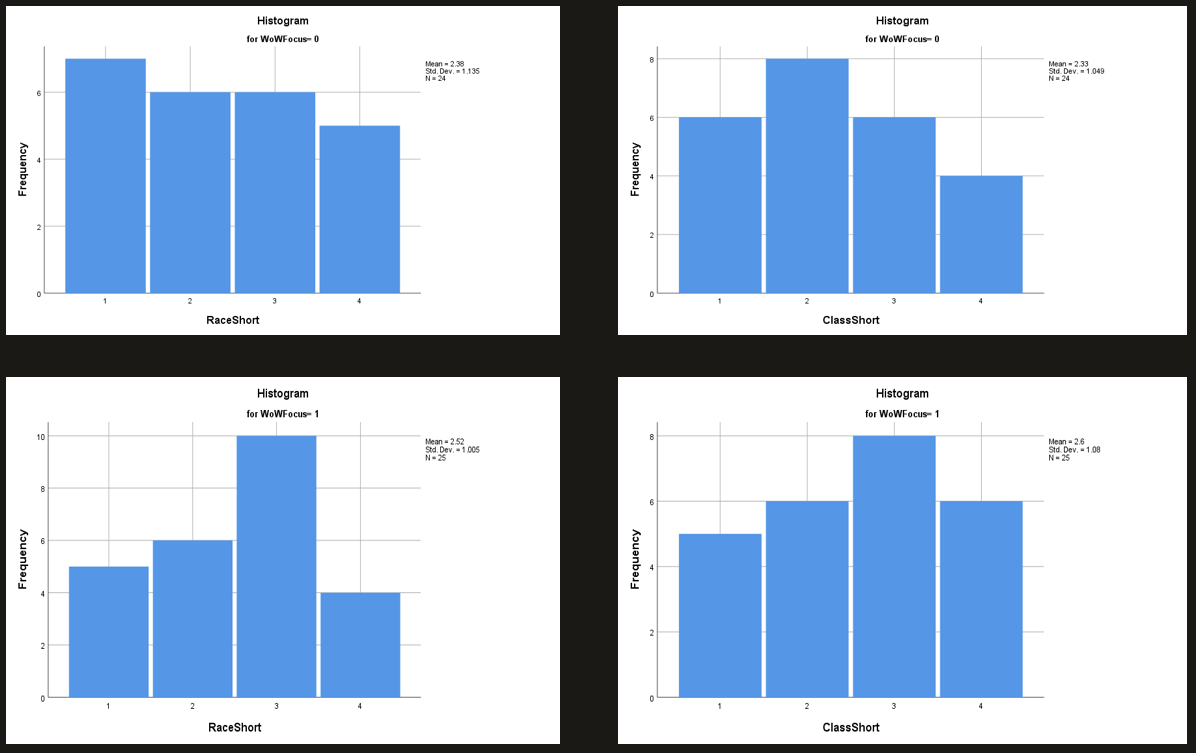 Histogram
for WoWFocus= 0
Mean = 2.38
Std. Dev. = 1.135
N = 24
Frequency
6
4
2
0
1 2 3 4
RaceShort
Histogram
for WoWFocus= 0
Mean = 2.33
Std. Dev. = 1.049
N = 24
Frequency
8
6
4
2
0
1 2 3 4
ClassShort
Histogram
for WoWFocus= 1
Mean = 2.52
Std. Dev. = 1.005
N = 25
Frequency
10
8
6
4
2
0
1 2 3 4
RaceShort
Histogram
for WoWFocus= 1
Mean = 2.6
Std. Dev. = 1.08
N = 25
Frequency
8
6
4
2
0
1 2 3 4
ClassShort